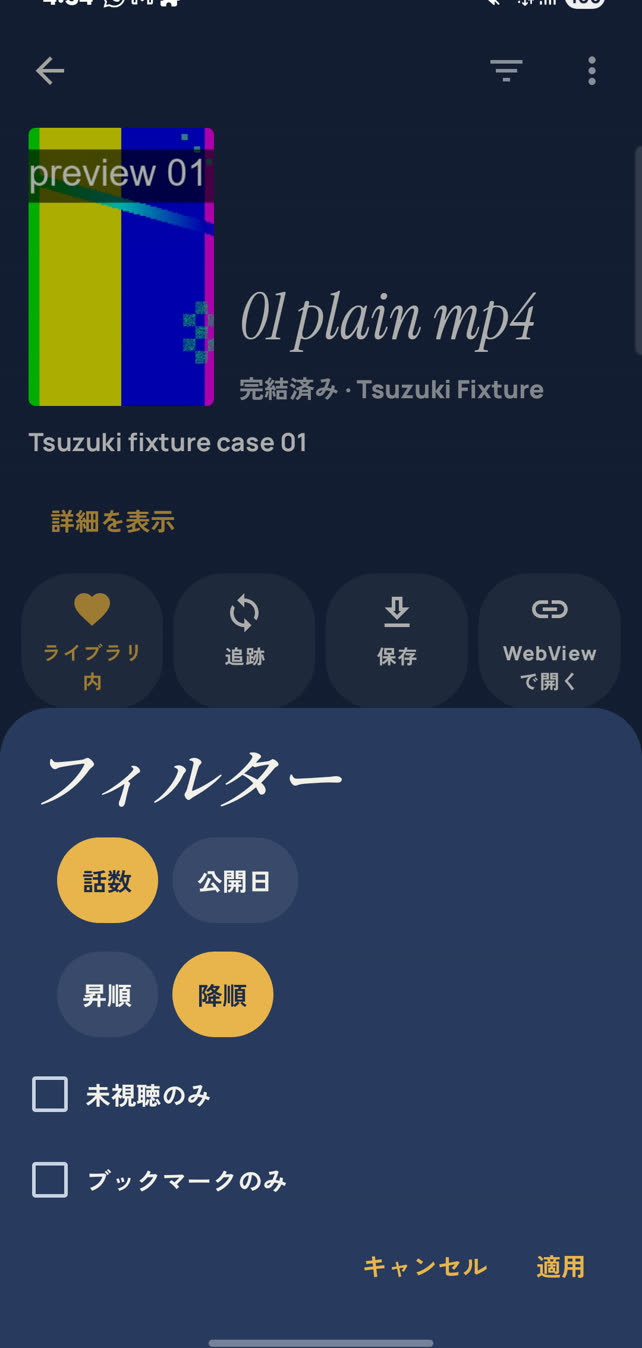 preview 01
01 plain mp4
完結済み · Tsuzuki Fixture
Tsuzuki fixture case 01
詳細を表示
ライブラリ
内
追跡
保存
WebView
で開く
フィルター
話数
公開日
昇順
降順
未視聴のみ
ブックマークのみ
キャンセル
適用